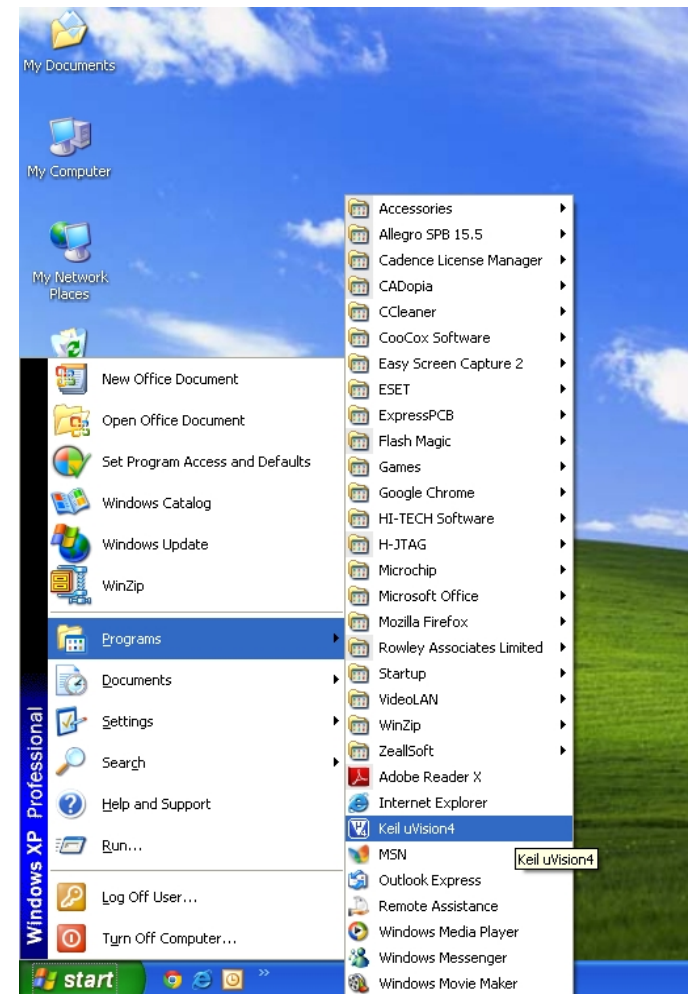 My Documents
My Computer
My Network
Places
New Office Document
Open Office Document
Set Program Access and Defaults
Windows Catalog
Windows Update
WinZip
Programs
Documents
Settings
Search
Help and Support
Run...
Log Off User...
Turn Off Computer...
Windows XP Professional
Accessories
Allegro SPB 15.5
Cadence License Manager
CADopia
CCleaner
CooCox Software
Easy Screen Capture 2
ESET
ExpressPCB
Flash Magic
Games
Google Chrome
HI-TECH Software
H-JTAG
Microchip
Microsoft Office
Mozilla Firefox
Rowley Associates Limited
Startup
VideoLAN
WinZip
ZeallSoft
Adobe Reader X
Internet Explorer
Keil uVision4
Keil uVision4
MSN
Outlook Express
Remote Assistance
Windows Media Player
Windows Messenger
Windows Movie Maker
start